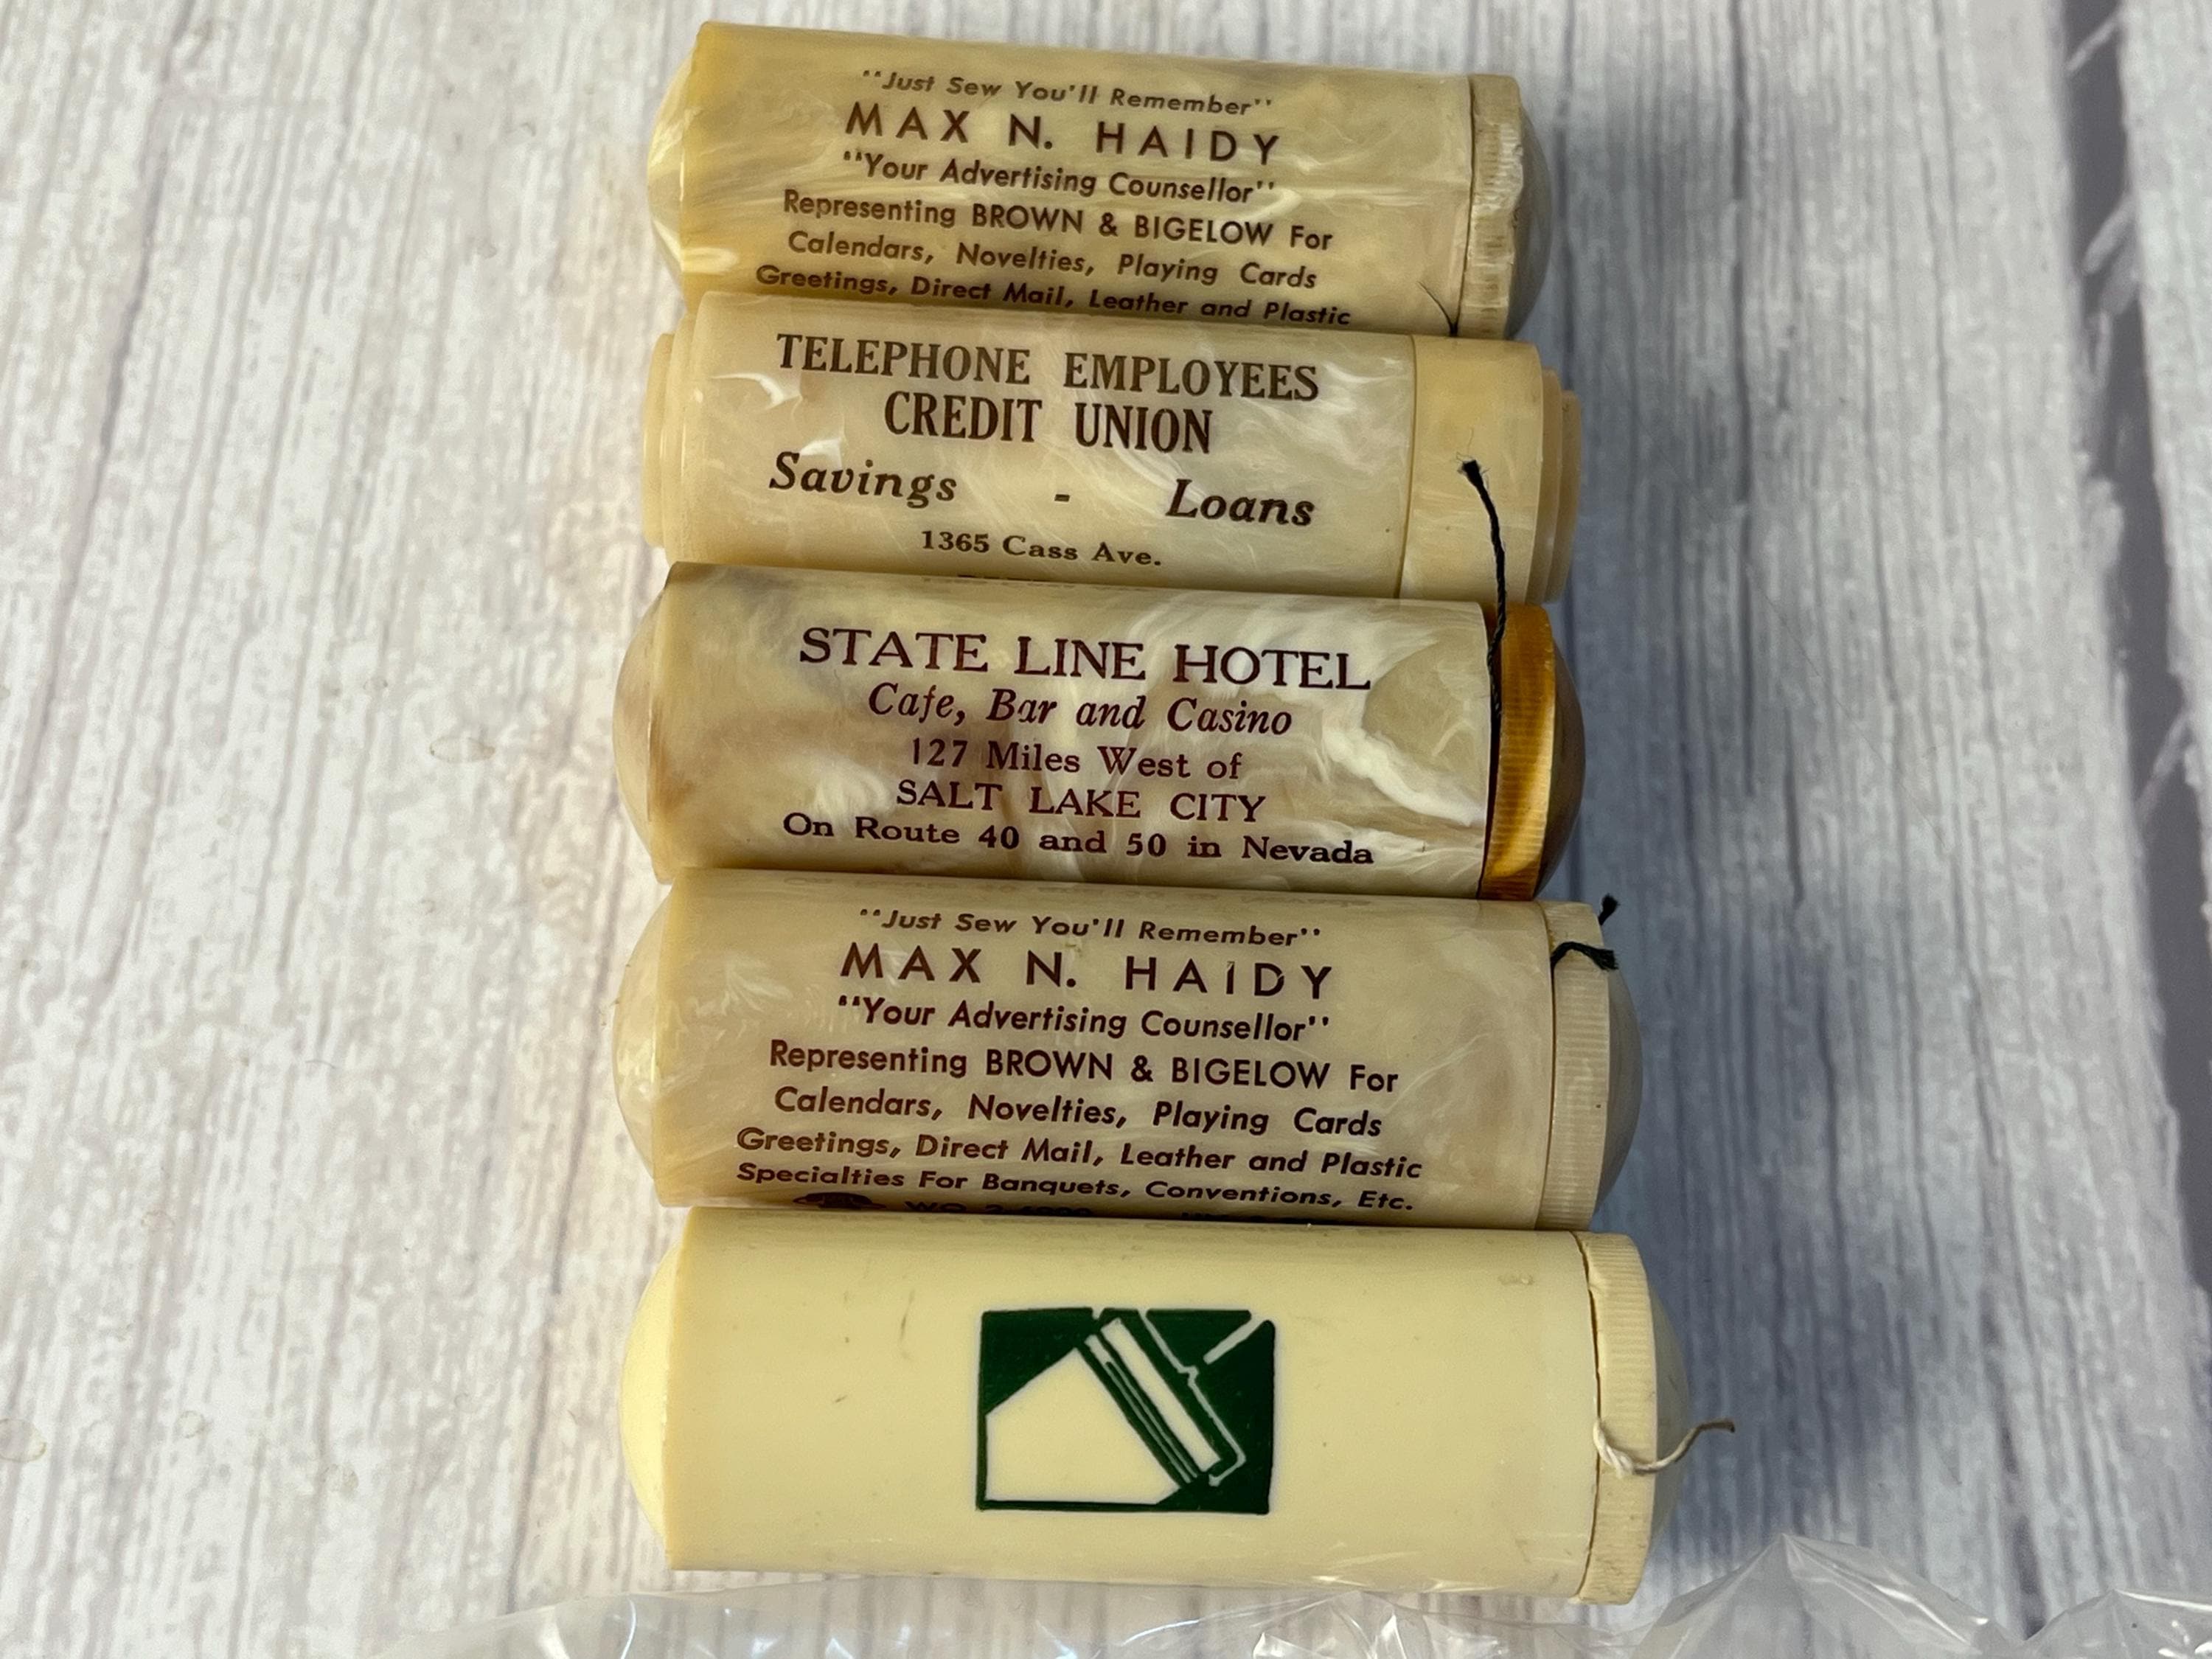 "Just Sew You'll Remember"
MAX N. HAIDY
"Your Advertising Counsellor"
Representing BROWN & BIGELOW For
Calendars, Novelties, Playing Cards
Greetings, Direct Mail, Leather and Plastic
TELEPHONE EMPLOYEES
CREDIT UNION
Savings - Loans
1365 Cass Ave.
STATE LINE HOTEL
Cafe, Bar and Casino
127 Miles West of
SALT LAKE CITY
On Route 40 and 50 in Nevada
"Just Sew You'll Remember"
MAX N. HAIDY
"Your Advertising Counsellor"
Representing BROWN & BIGELOW For
Calendars, Novelties, Playing Cards
Greetings, Direct Mail, Leather and Plastic
Specialties For Banquets, Conventions, Etc.
WO